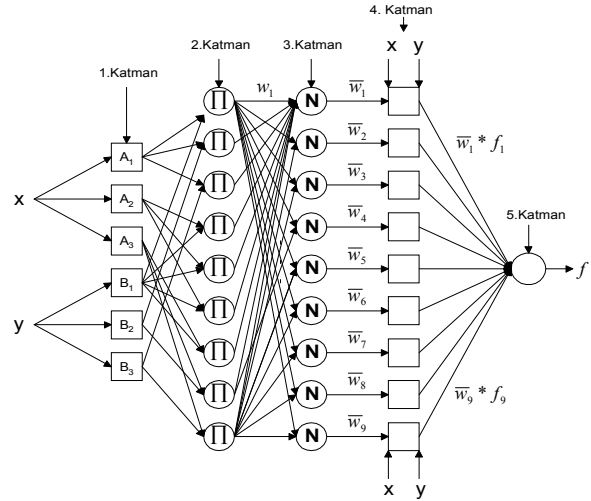 4. Katman
x y
2.Katman 3.Katman
1.Katman
∏ w₁ N w̅₁
∏ N w̅₂
w̅₁ * f₁
A₁
∏ N w̅₃
x A₂
∏ N w̅₄
5.Katman
A₃
∏ N w̅₅
f
B₁
∏ N w̅₆
y B₂
∏ N w̅₇
B₃
∏ N w̅₈
w̅₉ * f₉
∏ N w̅₉
x y